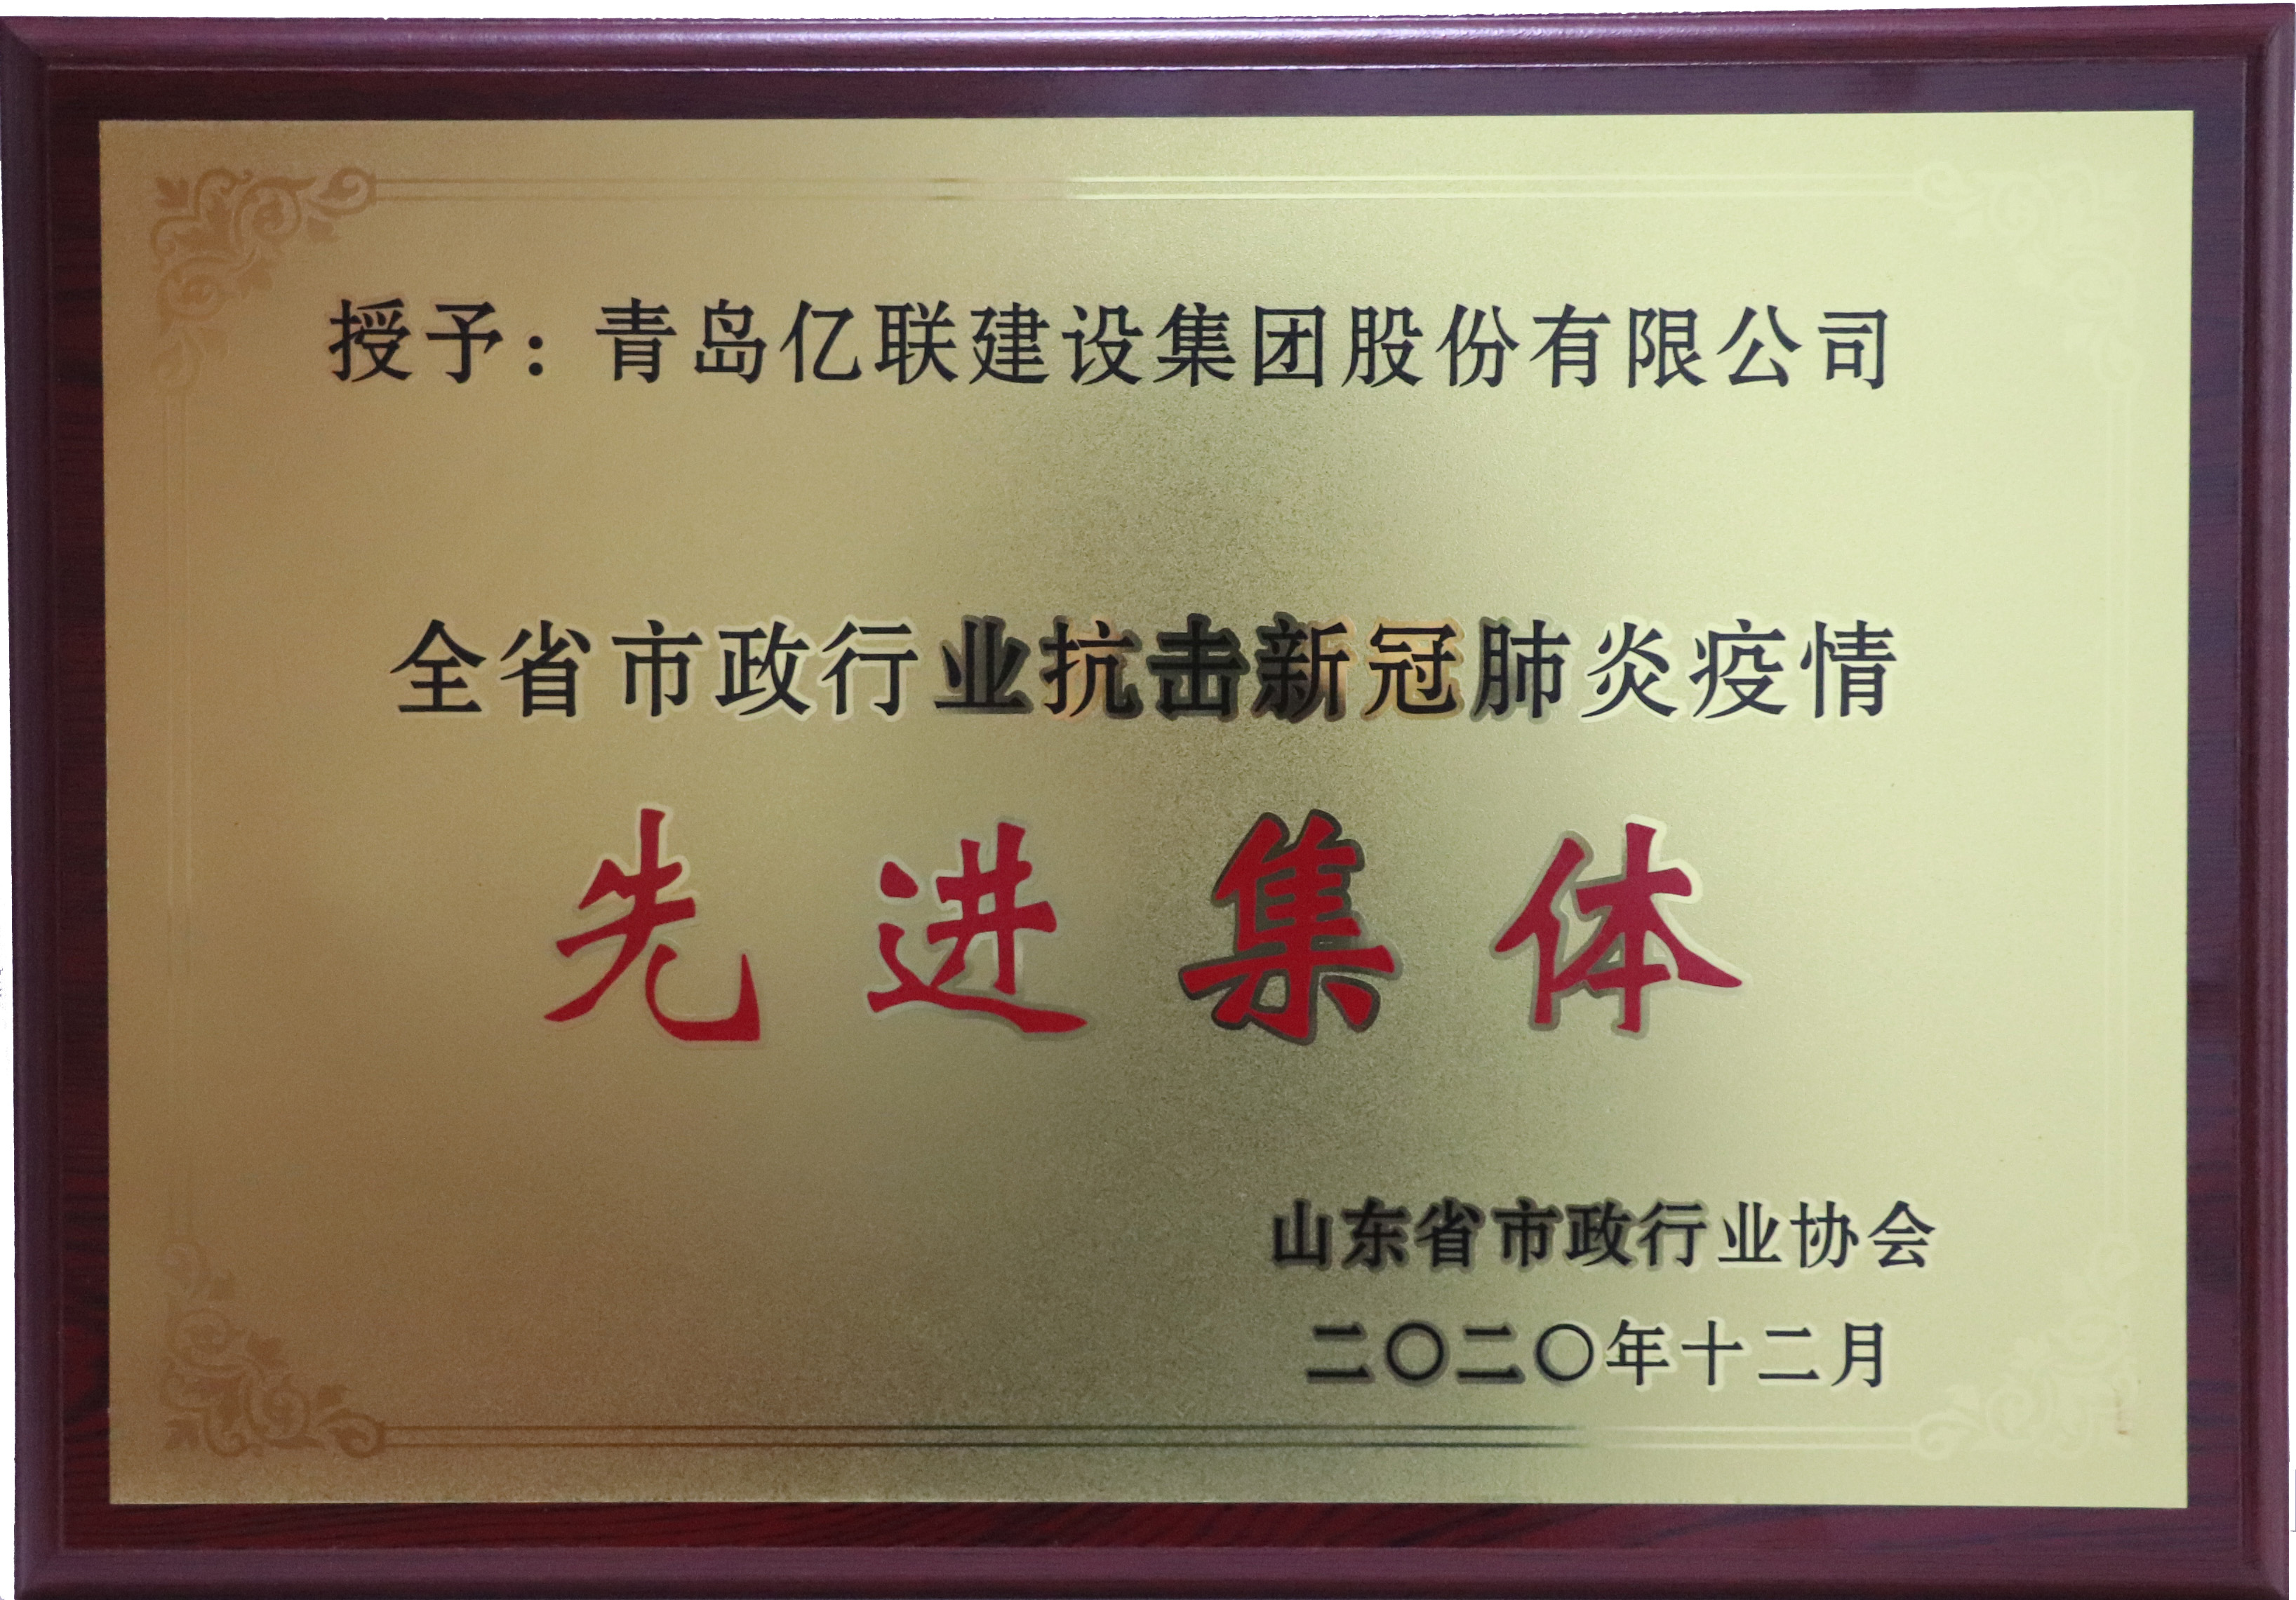 授予：青岛亿联建设集团股份有限公司
全省市政行业抗击新冠肺炎疫情
先进集体
山东省市政行业协会
二〇二〇年十二月